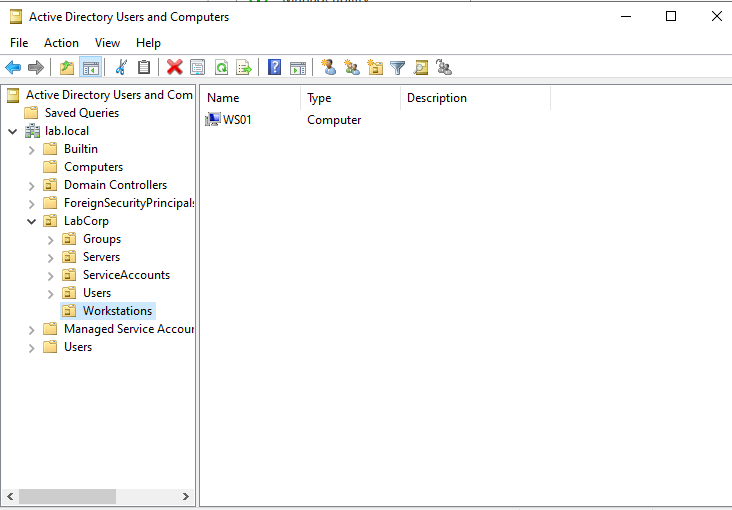 Active Directory Users and Computers
File Action View Help
Active Directory Users and Com
Saved Queries
lab.local
Builtin
Computers
Domain Controllers
ForeignSecurityPrincipals
LabCorp
Groups
Servers
ServiceAccounts
Users
Workstations
Managed Service Accour
Users
Name Type Description
WS01 Computer